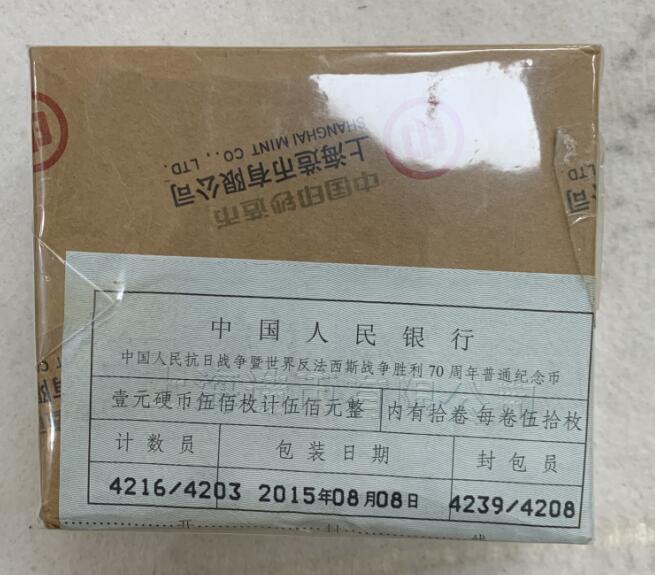 SHANGHAI MINT CO., LTD.
上海造币有限公司
中国印钞造币
中国人民银行
中国人民抗日战争暨世界反法西斯战争胜利70周年普通纪念币
壹元硬币伍佰枚计伍佰元整 内有拾卷 每卷伍拾枚
计数员 包装日期 封包员
4216/4203 2015年08月08日 4239/4208
开 封